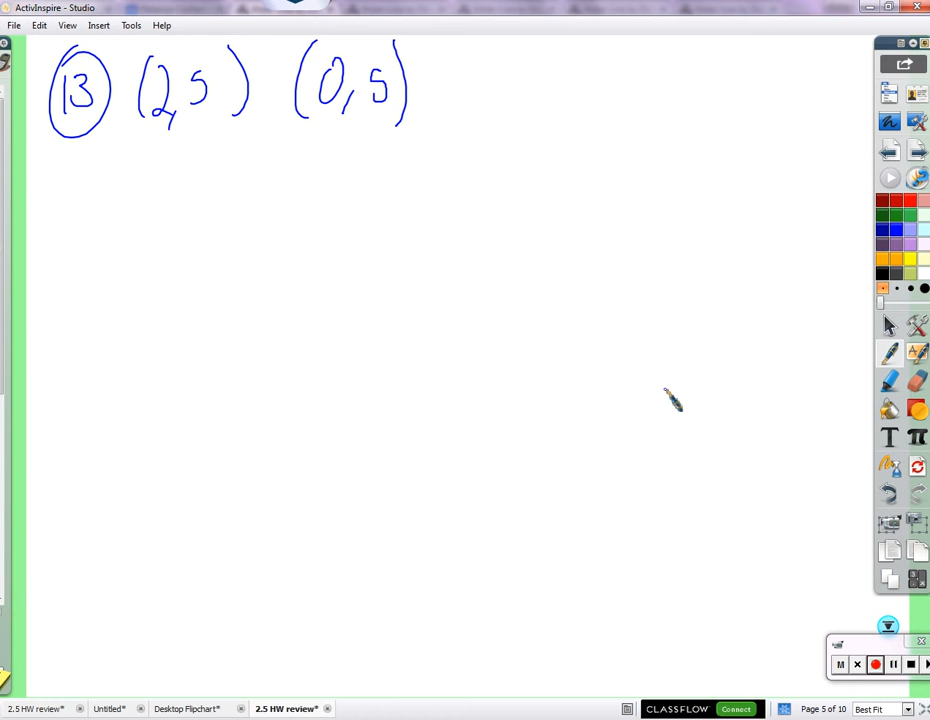 ActivInspire - Studio
File Edit View Insert Tools Help
13 (2,5) (0,5)
T π
M
2.5 HW review* Untitled* Desktop Flipchart* 2.5 HW review* CLASSFLOW Connect Page 5 of 10 Best Fit